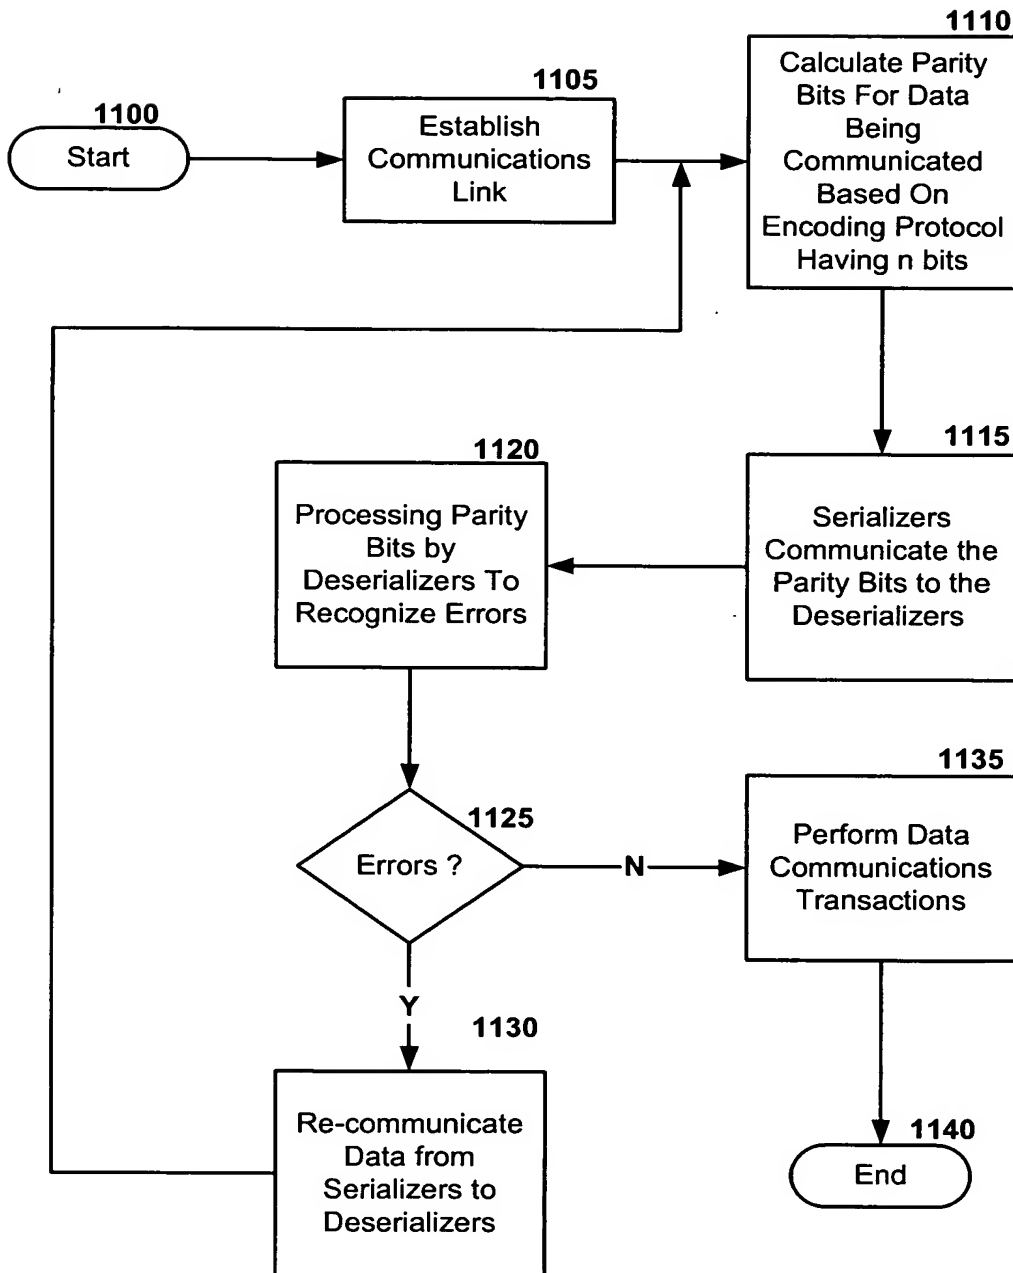 1100
Start
1105
Establish
Communications
Link
1110
Calculate Parity
Bits For Data
Being
Communicated
Based On
Encoding Protocol
Having n bits
1115
Serializers
Communicate the
Parity Bits to the
Deserializers
1120
Processing Parity
Bits by
Deserializers To
Recognize Errors
1125
Errors ?
N
Y
1130
Re-communicate
Data from
Serializers to
Deserializers
1135
Perform Data
Communications
Transactions
1140
End